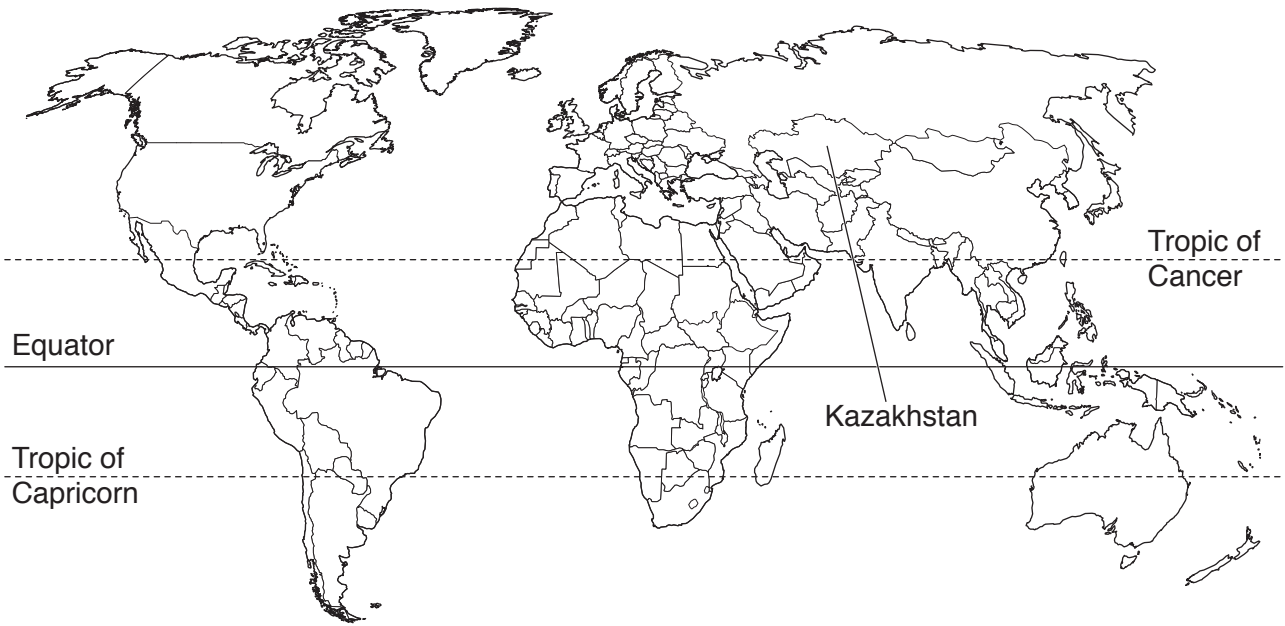 Tropic of
Cancer
Equator
Kazakhstan
Tropic of
Capricorn